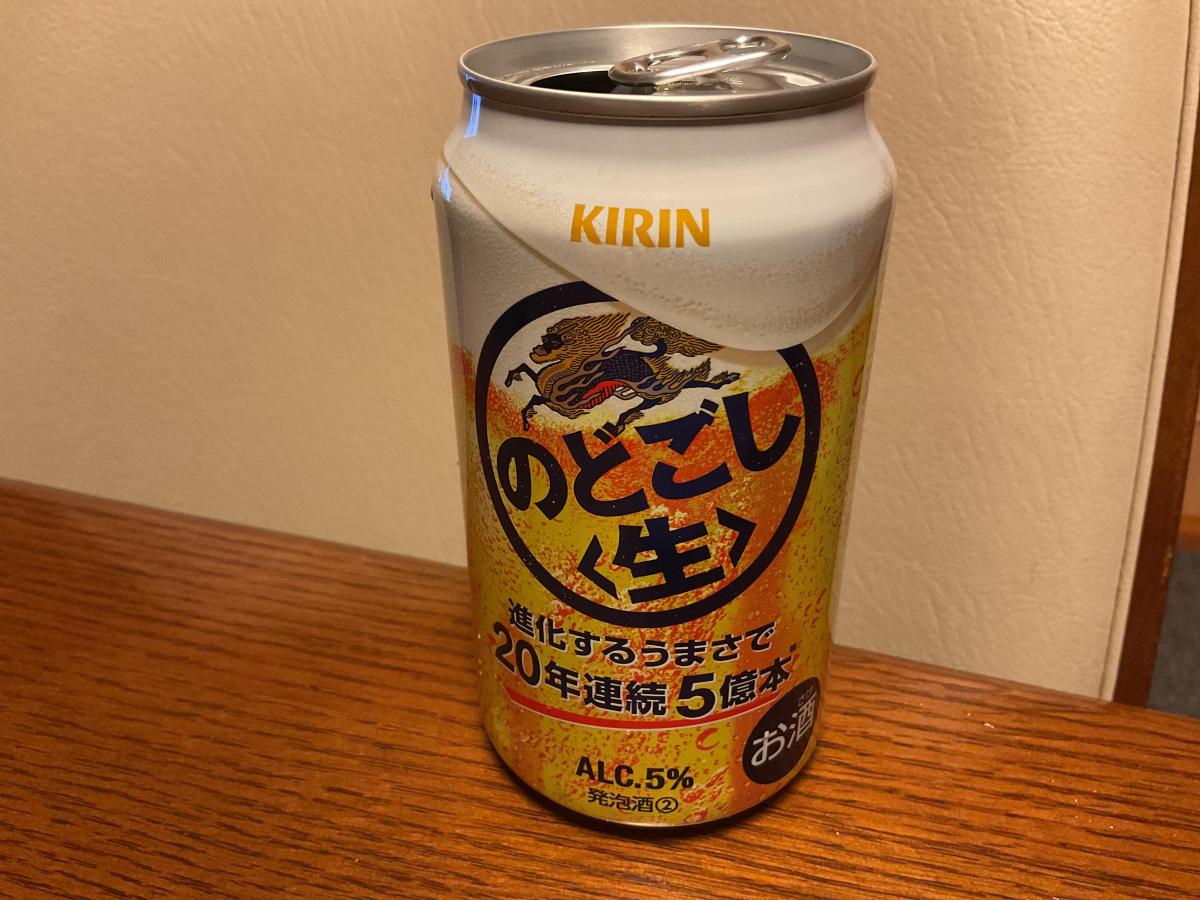 KIRIN
のどごし
〈生〉
進化するうまさで
20年連続5億本
お酒
ALC.5%
発泡酒②